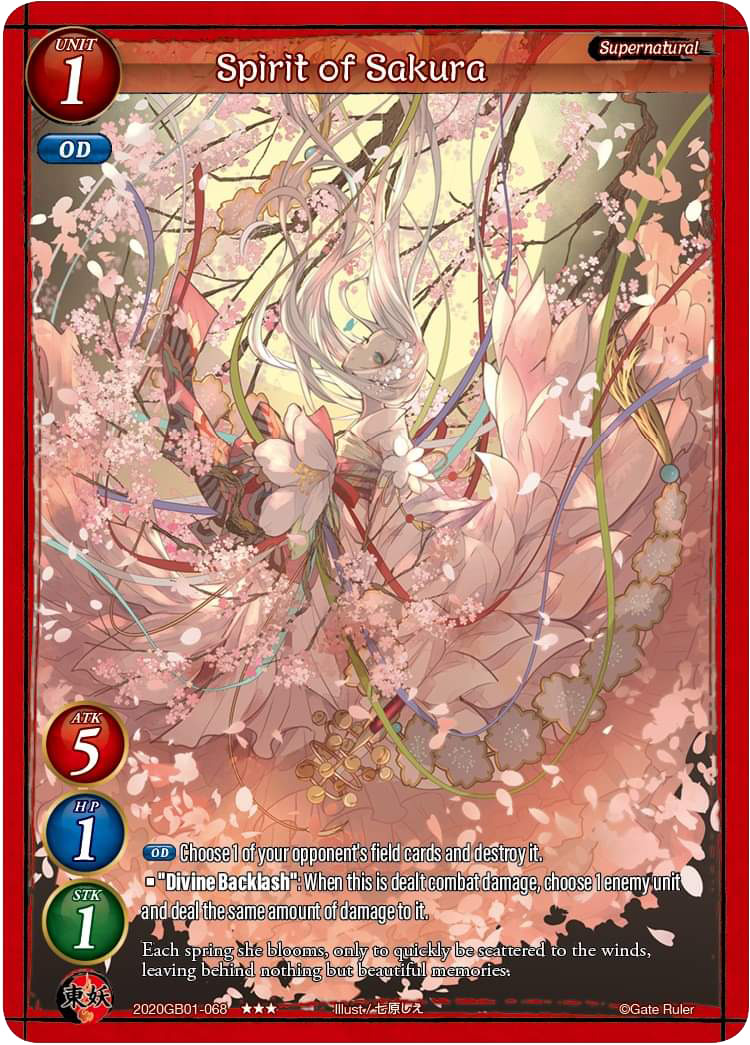 UNIT
1
Spirit of Sakura
Supernatural
OD
ATK
5
HP
1
STK
1
OD Choose 1 of your opponent's field cards and destroy it.
▪ "Divine Backlash": When this is dealt combat damage, choose 1 enemy unit
and deal the same amount of damage to it.
Each spring she blooms, only to quickly be scattered to the winds,
leaving behind nothing but beautiful memories.
東妖
2020GB01-068 ★★★ Illust / 七原しえ ©Gate Ruler